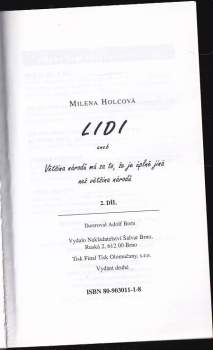 MILENA HOLCOVÁ
LIDI
aneb
Většina národů má za to, že je úplně jiná
než většina národů
2. DÍL
Ilustroval Adolf Born
Vydalo Nakladatelství Šalvar Brno,
Ruská 2, 612 00 Brno
Tisk Final Tisk Olomučany, s.r.o.
Vydání druhé
ISBN 80-903011-1-8